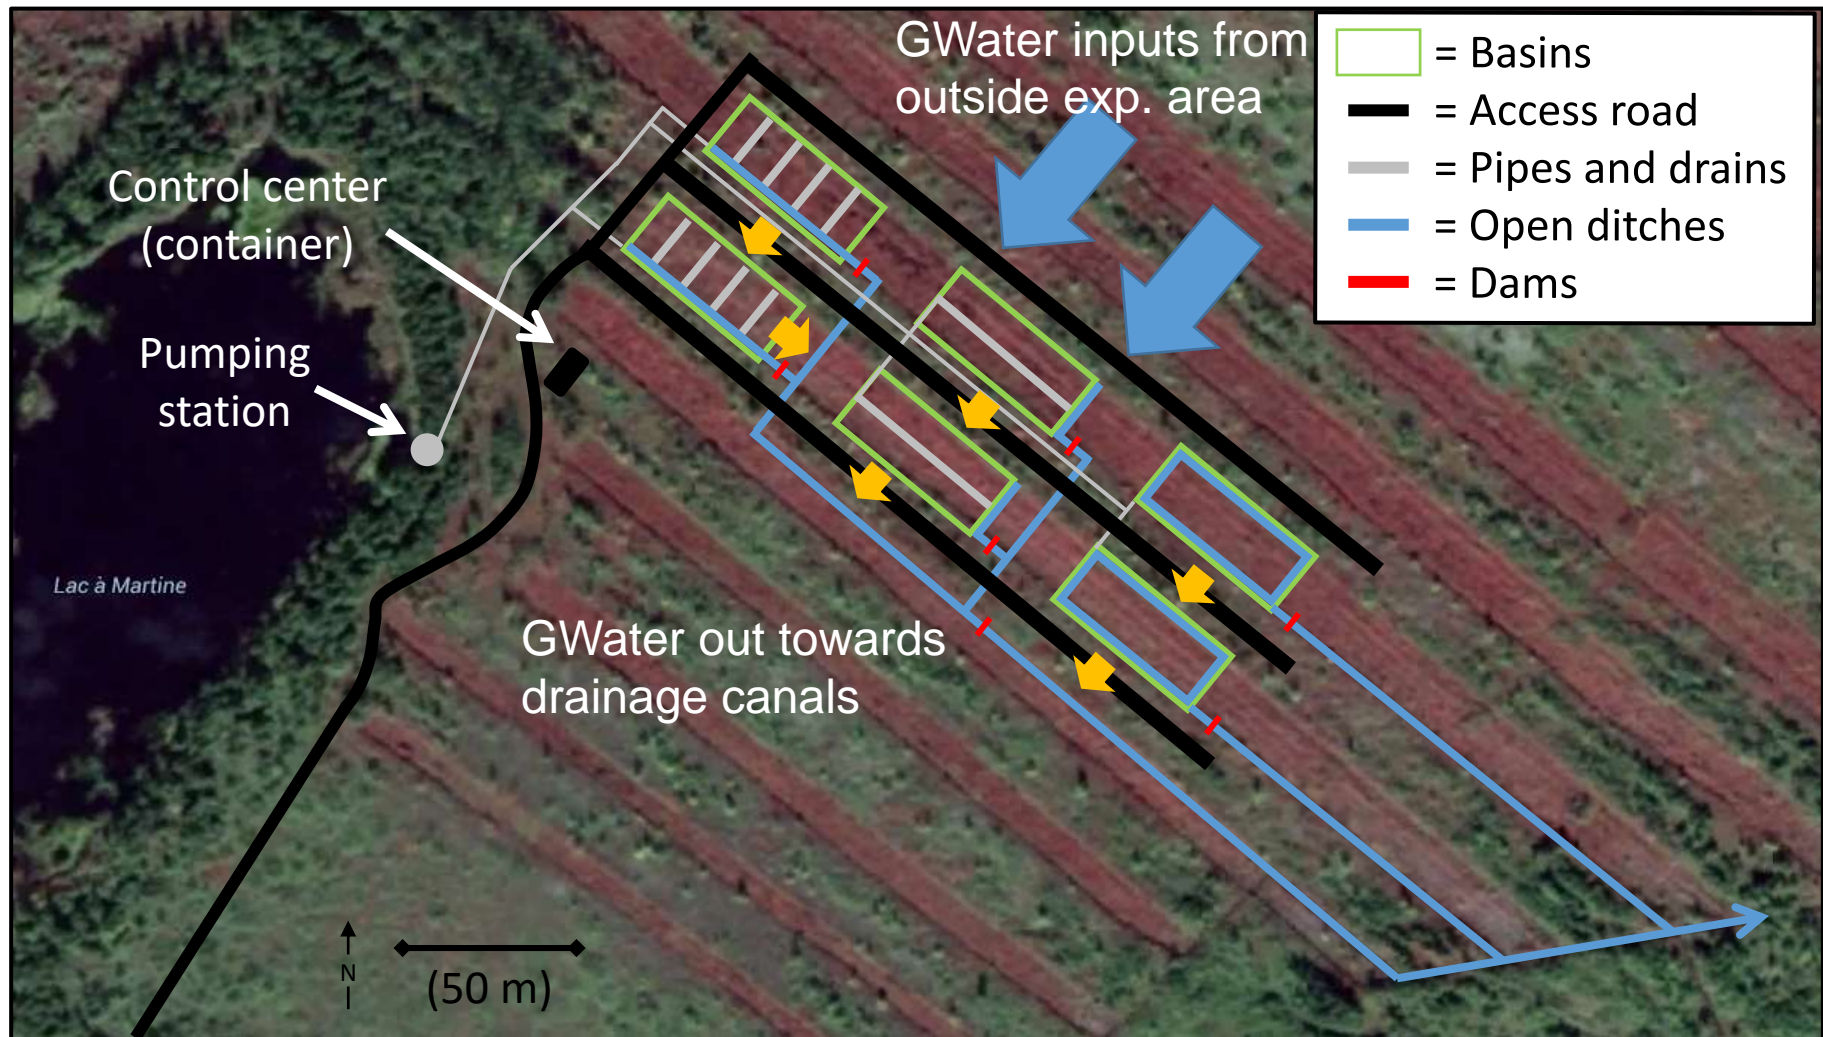 GWater inputs from
outside exp. area
= Basins
= Access road
= Pipes and drains
= Open ditches
= Dams
Control center
(container)
Pumping
station
Lac à Martine
GWater out towards
drainage canals
N
(50 m)